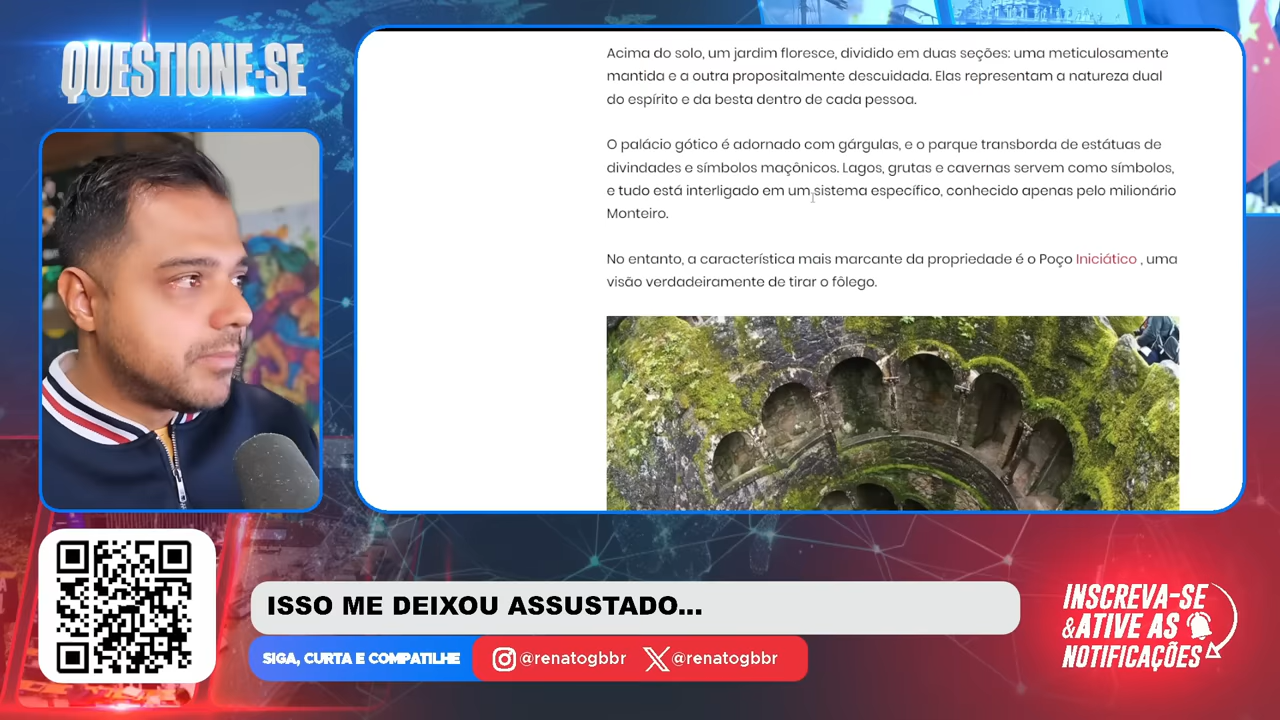 QUESTIONE-SE
Acima do solo, um jardim floresce, dividido em duas seções: uma meticulosamente
mantida e a outra propositalmente descuidada. Elas representam a natureza dual
do espírito e da besta dentro de cada pessoa.
O palácio gótico é adornado com gárgulas, e o parque transborda de estátuas de
divindades e símbolos maçônicos. Lagos, grutas e cavernas servem como símbolos,
e tudo está interligado em um sistema específico, conhecido apenas pelo milionário
Monteiro.
No entanto, a característica mais marcante da propriedade é o Poço Iniciático , uma
visão verdadeiramente de tirar o fôlego.
ISSO ME DEIXOU ASSUSTADO...
SIGA, CURTA E COMPATILHE
@renatogbbr
@renatogbbr
INSCREVA-SE
&ATIVE AS
NOTIFICAÇÕES